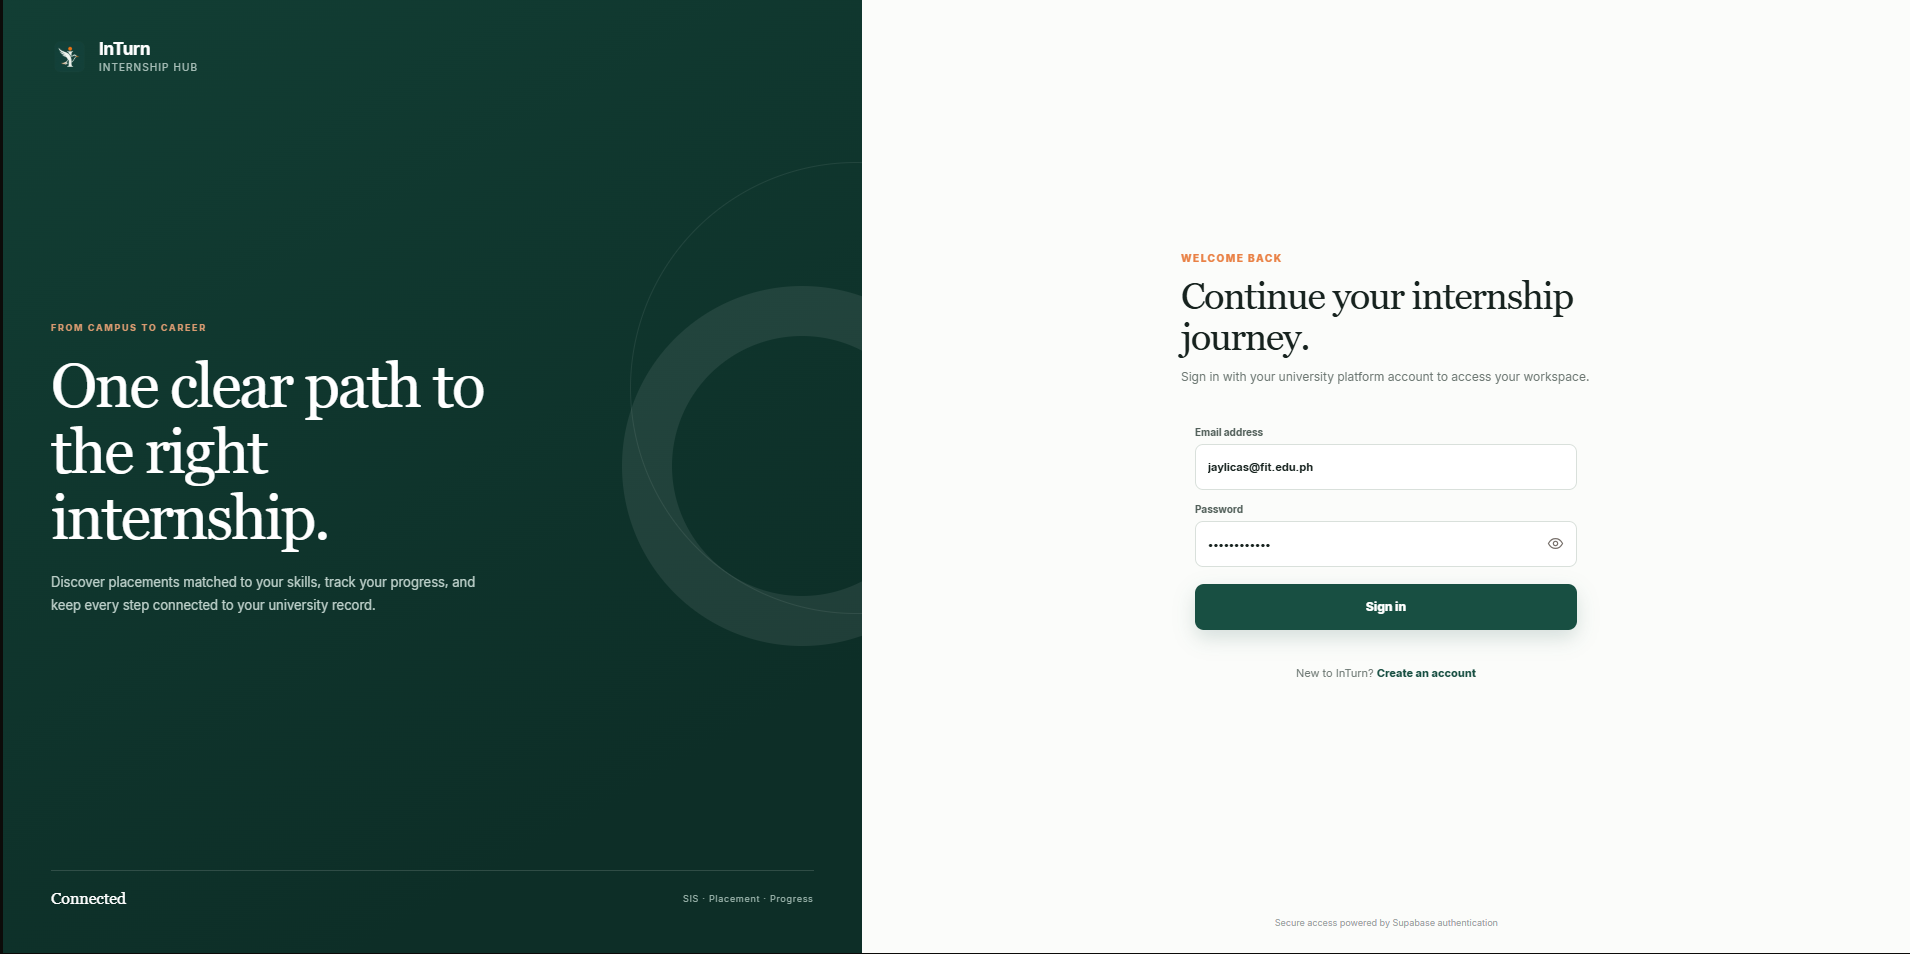 InTurn
INTERNSHIP HUB
FROM CAMPUS TO CAREER
One clear path to
the right
internship.
Discover placements matched to your skills, track your progress, and
keep every step connected to your university record.
Connected
SIS · Placement · Progress
WELCOME BACK
Continue your internship
journey.
Sign in with your university platform account to access your workspace.
Email address
jaylicas@fit.edu.ph
Password
••••••••••••
Sign in
New to InTurn? Create an account
Secure access powered by Supabase authentication